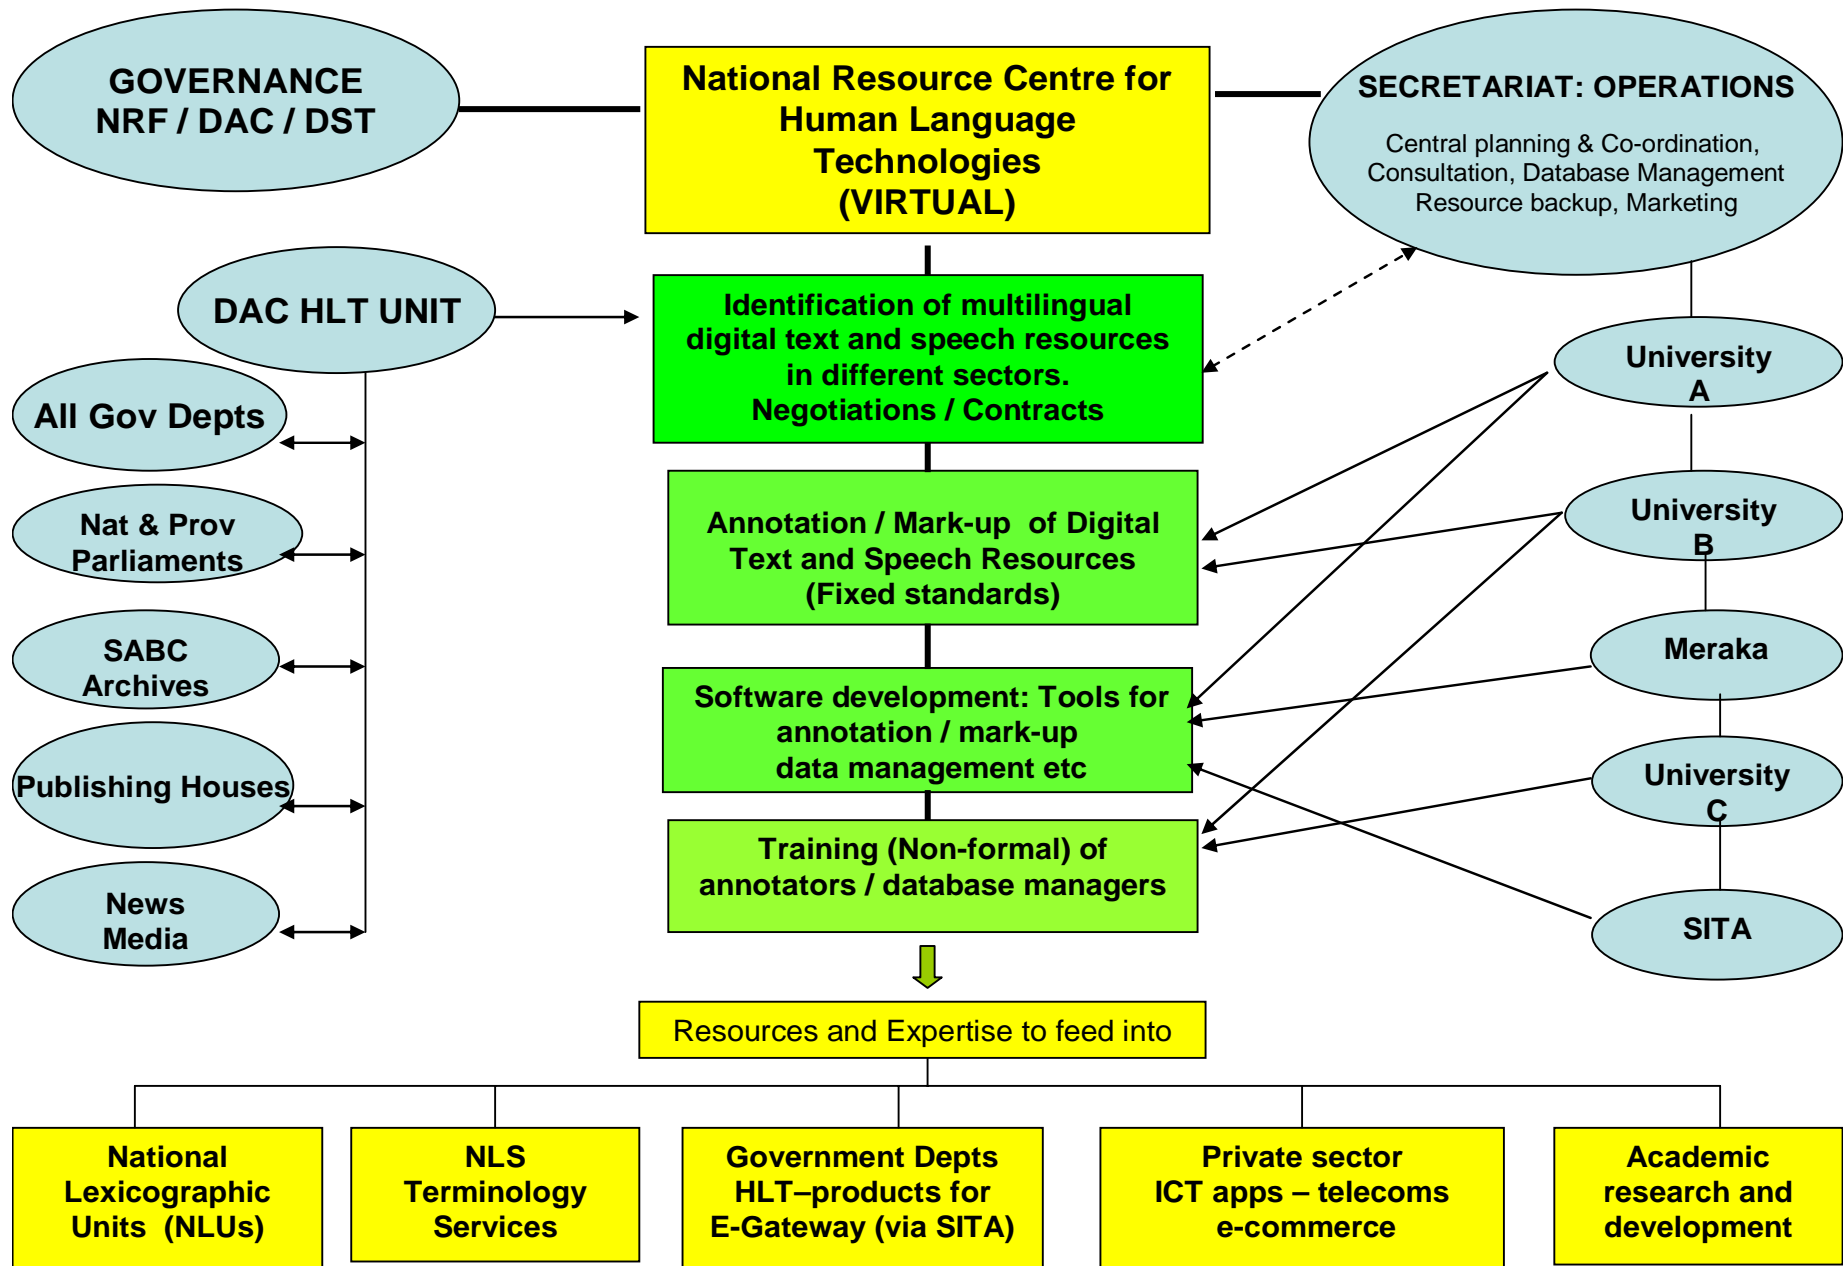 GOVERNANCE
NRF / DAC / DST
National Resource Centre for
Human Language
Technologies
(VIRTUAL)
SECRETARIAT: OPERATIONS
Central planning & Co-ordination,
Consultation, Database Management
Resource backup, Marketing
DAC HLT UNIT
Identification of multilingual
digital text and speech resources
in different sectors.
Negotiations / Contracts
All Gov Depts
Nat & Prov
Parliaments
SABC
Archives
Publishing Houses
News
Media
Annotation / Mark-up of Digital
Text and Speech Resources
(Fixed standards)
Software development: Tools for
annotation / mark-up
data management etc
Training (Non-formal) of
annotators / database managers
University
A
University
B
Meraka
University
C
SITA
Resources and Expertise to feed into
National
Lexicographic
Units (NLUs)
NLS
Terminology
Services
Government Depts
HLT–products for
E-Gateway (via SITA)
Private sector
ICT apps – telecoms
e-commerce
Academic
research and
development